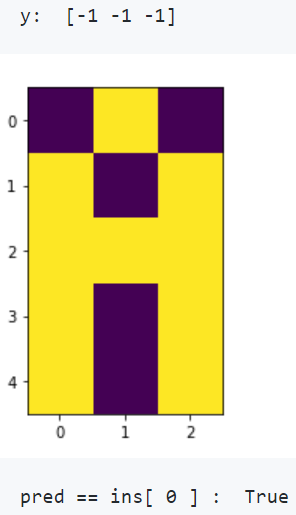 y: [-1 -1 -1]
0
1
2
3
4
0 1 2
pred == ins[ 0 ] : True